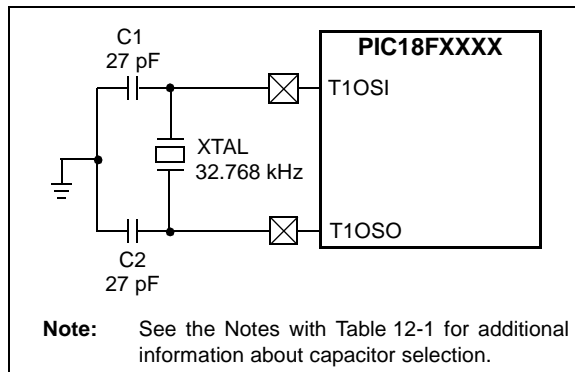 C1
27 pF
PIC18FXXXX
T1OSI
XTAL
32.768 kHz
T1OSO
C2
27 pF
Note: See the Notes with Table 12-1 for additional
information about capacitor selection.